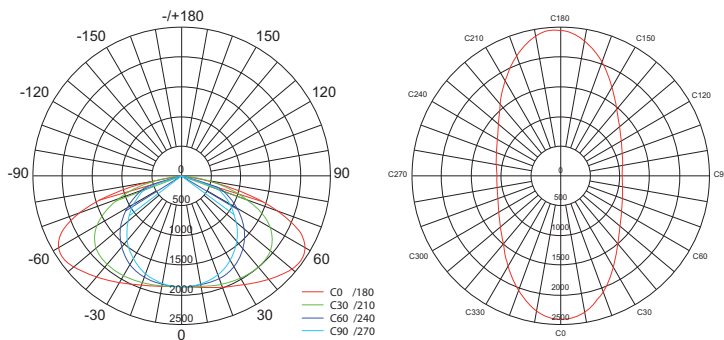 -/+180
-150 150
-120 120
-90 90
-60 60
-30 30
0
0
500
1000
1500
2000
2500
C0 /180
C30 /210
C60 /240
C90 /270
C180
C210 C150
C240 C120
C270 C9
C300 C60
C330 C30
C0
0
500
1000
1500
2000
2500